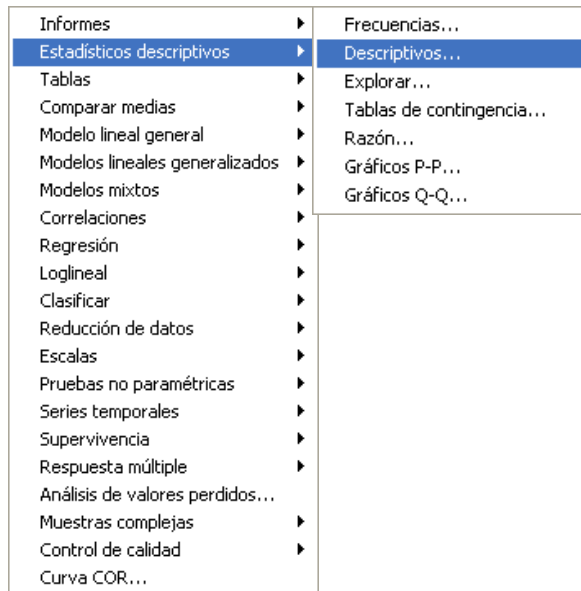 Informes
Estadísticos descriptivos
Tablas
Comparar medias
Modelo lineal general
Modelos lineales generalizados
Modelos mixtos
Correlaciones
Regresión
Loglineal
Clasificar
Reducción de datos
Escalas
Pruebas no paramétricas
Series temporales
Supervivencia
Respuesta múltiple
Análisis de valores perdidos...
Muestras complejas
Control de calidad
Curva COR...
Frecuencias...
Descriptivos...
Explorar...
Tablas de contingencia...
Razón...
Gráficos P-P...
Gráficos Q-Q...